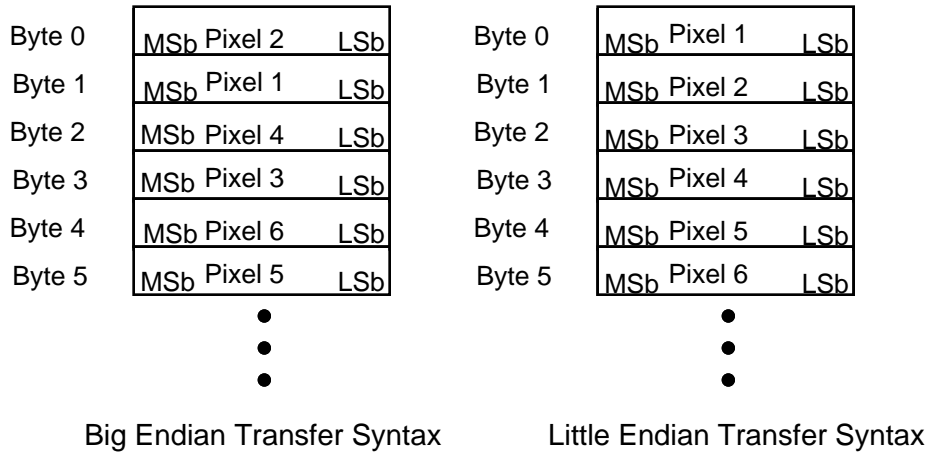 Byte 0 MSb Pixel 2 LSb Byte 0 MSb Pixel 1 LSb
Byte 1 MSb Pixel 1 LSb Byte 1 MSb Pixel 2 LSb
Byte 2 MSb Pixel 4 LSb Byte 2 MSb Pixel 3 LSb
Byte 3 MSb Pixel 3 LSb Byte 3 MSb Pixel 4 LSb
Byte 4 MSb Pixel 6 LSb Byte 4 MSb Pixel 5 LSb
Byte 5 MSb Pixel 5 LSb Byte 5 MSb Pixel 6 LSb
Big Endian Transfer Syntax Little Endian Transfer Syntax